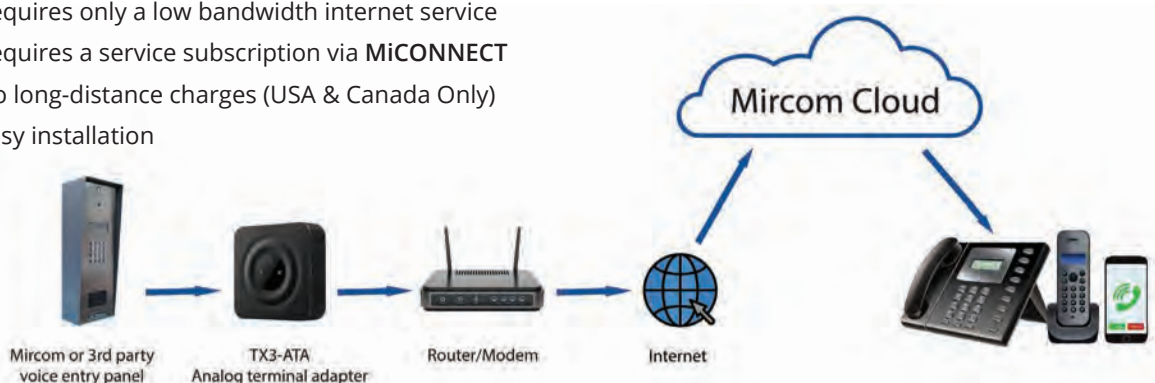 equires only a low bandwidth internet service
equires a service subscription via MiCONNECT
o long-distance charges (USA & Canada Only)
sy installation
Mircom Cloud
Mircom or 3rd party
voice entry panel
TX3-ATA
Analog terminal adapter
Router/Modem
Internet